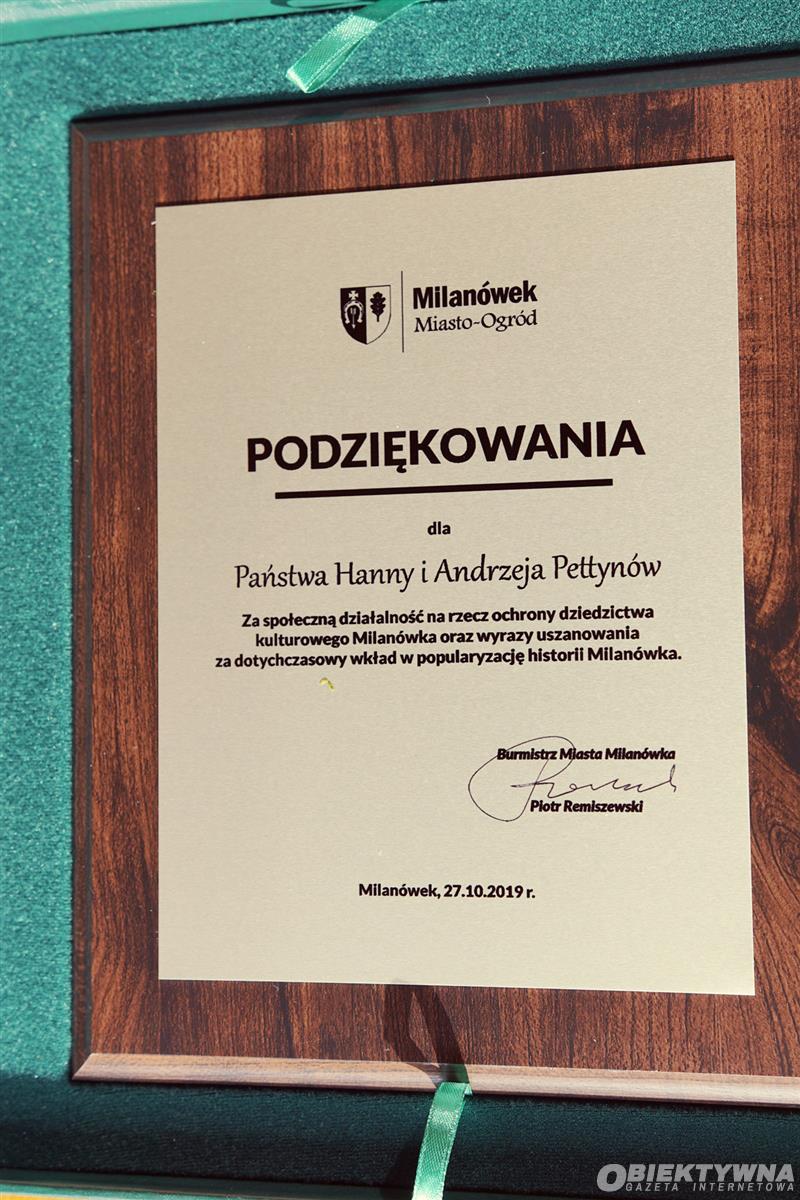 Milanówek
Miasto-Ogród
PODZIĘKOWANIA
dla
Państwa Hanny i Andrzeja Pettynów
Za społeczną działalność na rzecz ochrony dziedzictwa
kulturowego Milanówka oraz wyrazy uszanowania
za dotychczasowy wkład w popularyzację historii Milanówka.
Burmistrz Miasta Milanówka
Piotr Remiszewski
Milanówek, 27.10.2019 r.
OBIEKTYWNA
GAZETA INTERNETOWA